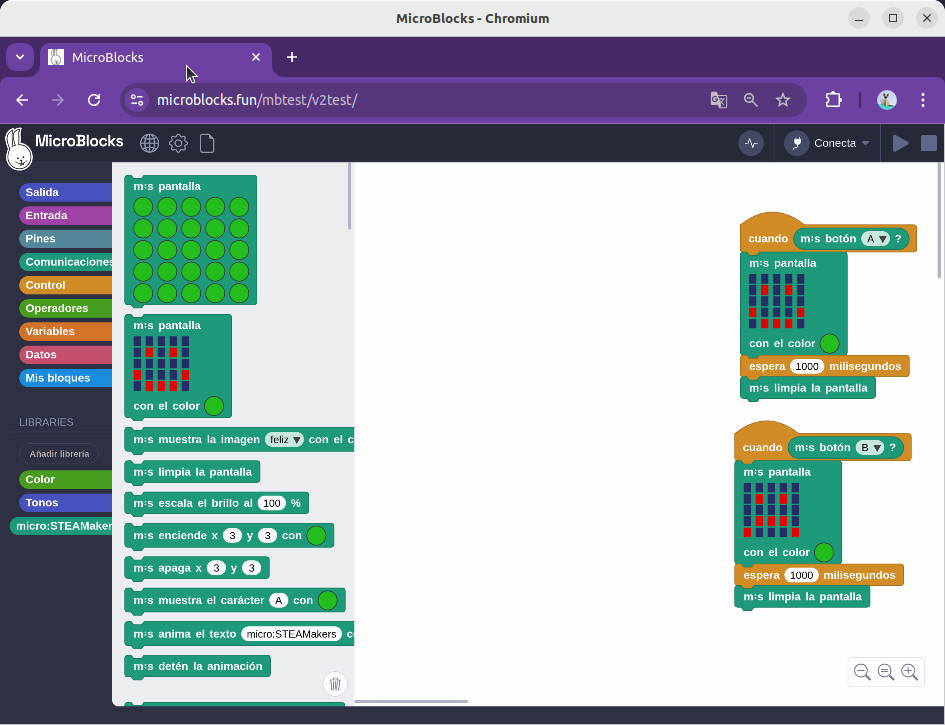 MicroBlocks - Chromium
MicroBlocks
microblocks.fun/mbtest/v2test/
MicroBlocks
Conecta
Salida
Entrada
Pines
Comunicaciones
Control
Operadores
Variables
Datos
Mis bloques
LIBRARIES
Añadir libreria
Color
Tonos
micro:STEAMaker
m:s pantalla
m:s pantalla
con el color
m:s muestra la imagen feliz ▼ con el c
m:s limpia la pantalla
m:s escala el brillo al 100 %
m:s enciende x 3 y 3 con
m:s apaga x 3 y 3
m:s muestra el carácter A con
m:s anima el texto micro:STEAMakers c
m:s detén la animación
cuando m:s botón A ▼ ?
m:s pantalla
con el color
espera 1000 milisegundos
m:s limpia la pantalla
cuando m:s botón B ▼ ?
m:s pantalla
con el color
espera 1000 milisegundos
m:s limpia la pantalla